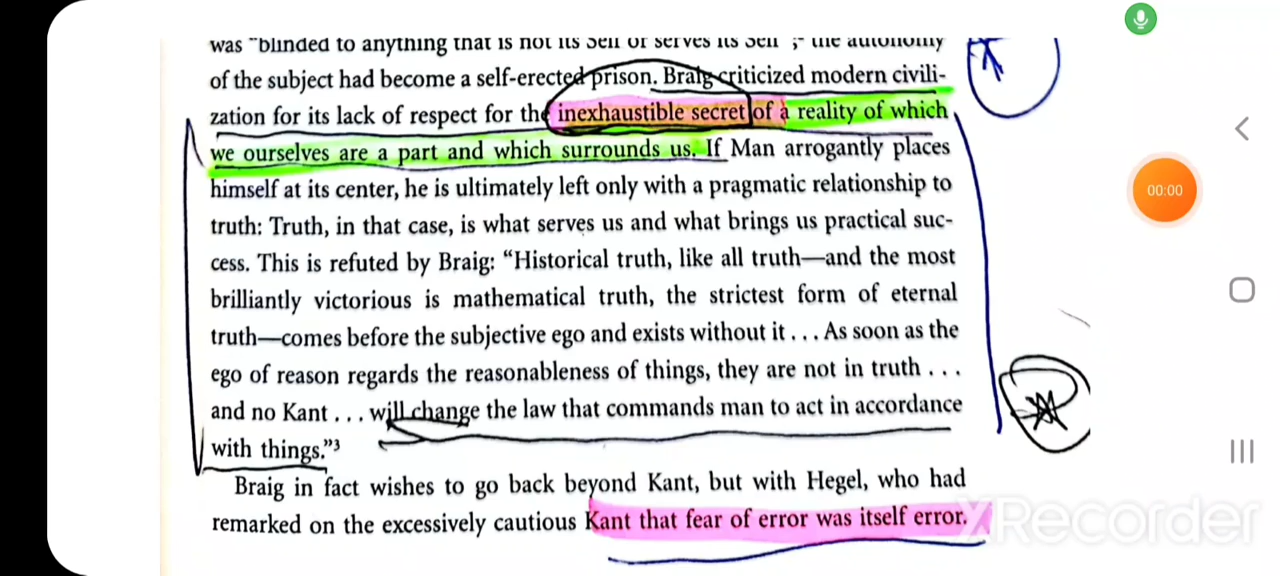 was "blinded to anything that is not its Self or serves its Self"; the autonomy
of the subject had become a self-erected prison. Braig criticized modern civili-
zation for its lack of respect for the inexhaustible secret of a reality of which
we ourselves are a part and which surrounds us. If Man arrogantly places
himself at its center, he is ultimately left only with a pragmatic relationship to
truth: Truth, in that case, is what serves us and what brings us practical suc-
cess. This is refuted by Braig: "Historical truth, like all truth—and the most
brilliantly victorious is mathematical truth, the strictest form of eternal
truth—comes before the subjective ego and exists without it . . . As soon as the
ego of reason regards the reasonableness of things, they are not in truth . . .
and no Kant . . . will change the law that commands man to act in accordance
with things."3
Braig in fact wishes to go back beyond Kant, but with Hegel, who had
remarked on the excessively cautious Kant that fear of error was itself error.
00:00
XRecorder